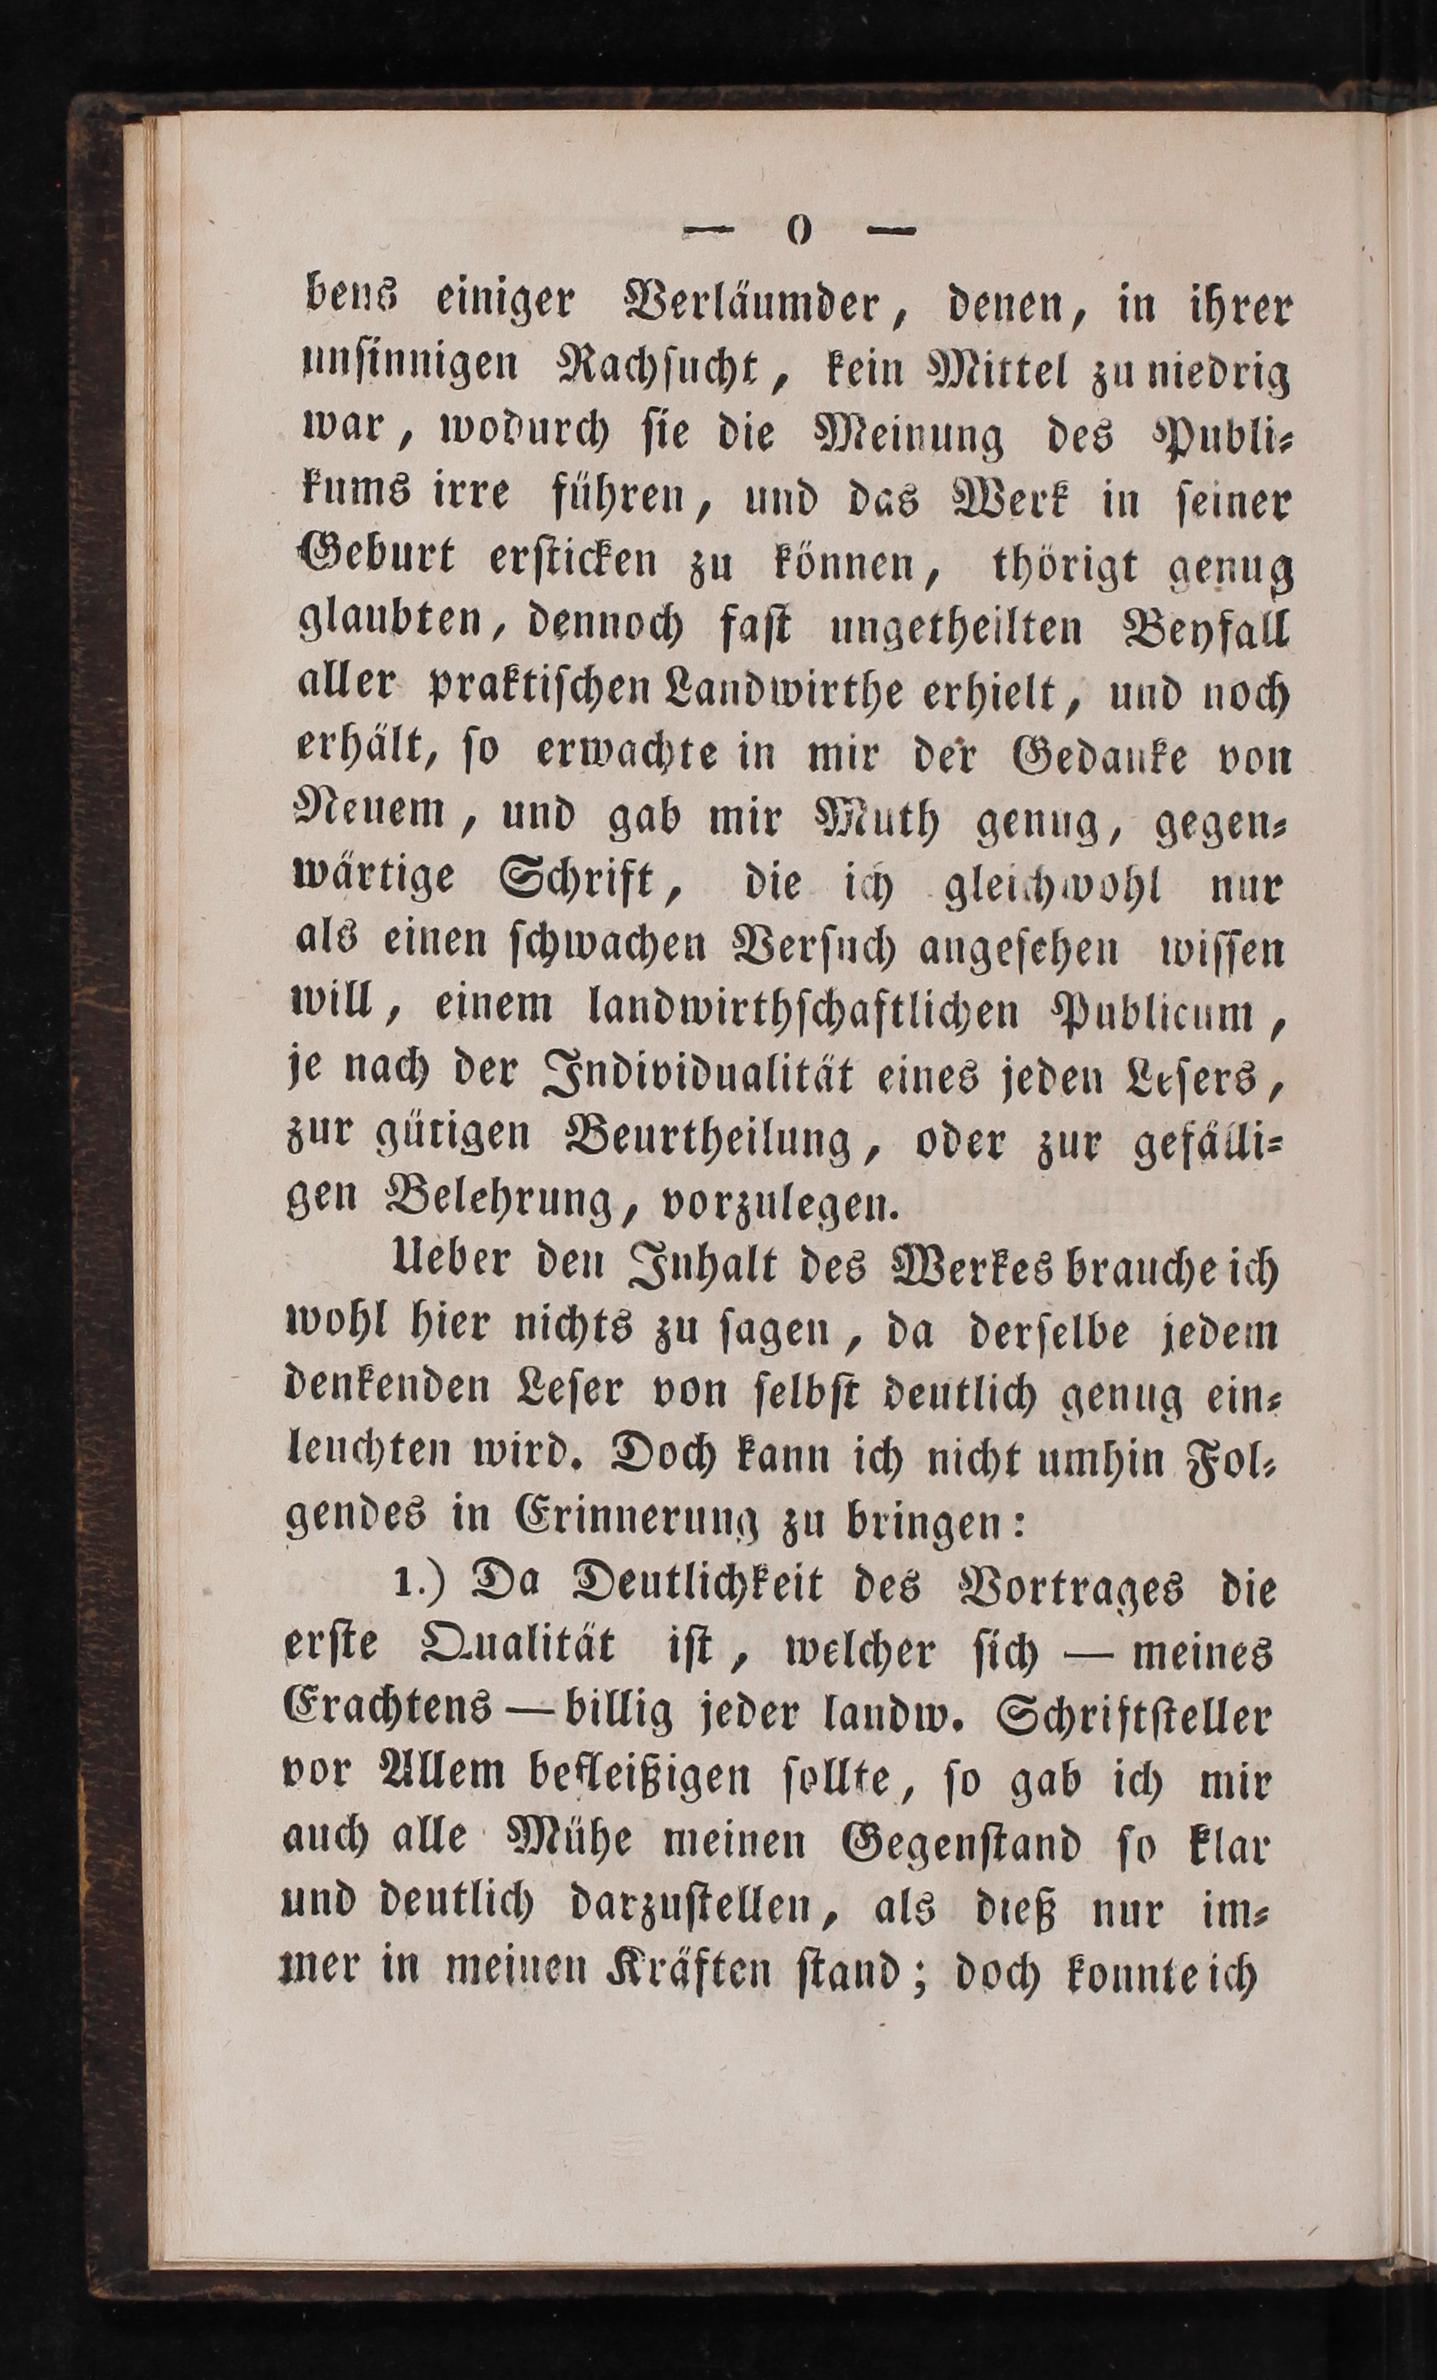 — 0 —
bens einiger Verläumder, denen, in ihrer
unsinnigen Rachsucht, kein Mittel zu niedrig
war, wodurch sie die Meinung des Publi-
kums irre führen, und das Werk in seiner
Geburt ersticken zu können, thörigt genug
glaubten, dennoch fast ungetheilten Beyfall
aller praktischen Landwirthe erhielt, und noch
erhält, so erwachte in mir der Gedanke von
Neuem, und gab mir Muth genug, gegen-
wärtige Schrift, die ich gleichwohl nur
als einen schwachen Versuch angesehen wissen
will, einem landwirthschaftlichen Publicum,
je nach der Individualität eines jeden Lesers,
zur gütigen Beurtheilung, oder zur gefälli-
gen Belehrung, vorzulegen.
Ueber den Inhalt des Werkes brauche ich
wohl hier nichts zu sagen, da derselbe jedem
denkenden Leser von selbst deutlich genug ein-
leuchten wird. Doch kann ich nicht umhin Fol-
gendes in Erinnerung zu bringen:
1.) Da Deutlichkeit des Vortrages die
erste Qualität ist, welcher sich — meines
Erachtens — billig jeder landw. Schriftsteller
vor Allem befleißigen sollte, so gab ich mir
auch alle Mühe meinen Gegenstand so klar
und deutlich darzustellen, als dieß nur im-
mer in meinen Kräften stand; doch konnte ich